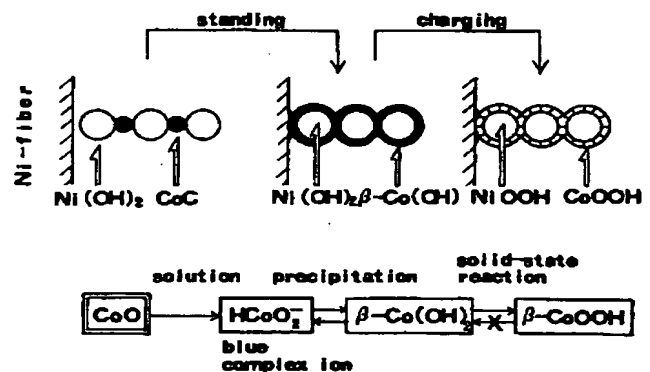 standing
charging
Ni-fiber
Ni(OH)₂ CoC
Ni(OH)₂β-Co(CH)
NiOOH CoOOH
solution
precipitation
solid-state
reaction
CoO
HCoO₂⁻
β-Co(OH)₂
×
β-CoOOH
blue
complex ion